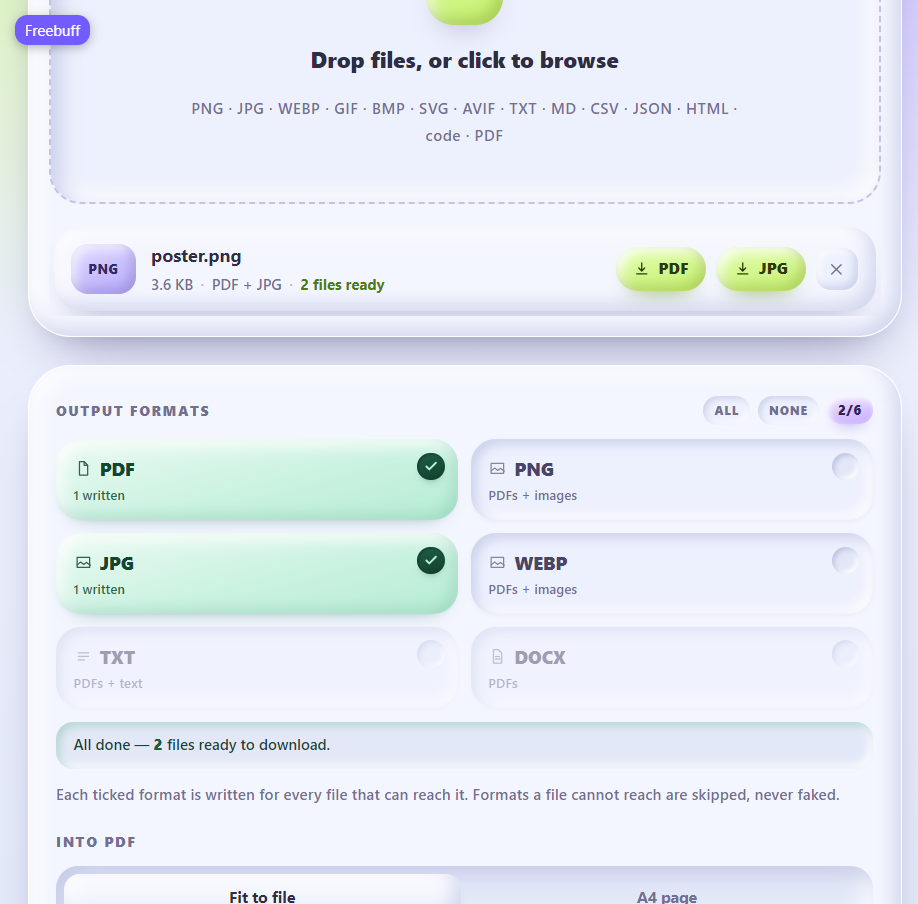 Freebuff
Drop files, or click to browse
PNG · JPG · WEBP · GIF · BMP · SVG · AVIF · TXT · MD · CSV · JSON · HTML ·
code · PDF
PNG
poster.png
3.6 KB · PDF + JPG · 2 files ready
PDF
JPG
OUTPUT FORMATS
ALL
NONE
2/6
PDF
1 written
PNG
PDFs + images
JPG
1 written
WEBP
PDFs + images
TXT
PDFs + text
DOCX
PDFs
All done — 2 files ready to download.
Each ticked format is written for every file that can reach it. Formats a file cannot reach are skipped, never faked.
INTO PDF
Fit to file
A4 page